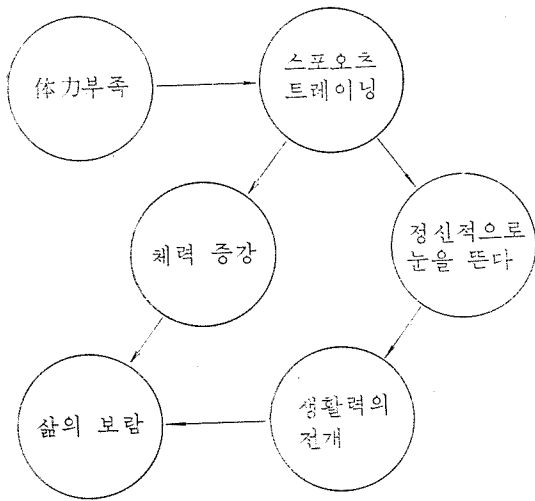 体力부족
스포오츠
트레이닝
체력 증강
정신적으로
눈을 뜬다
삶의 보람
생활력의
전개